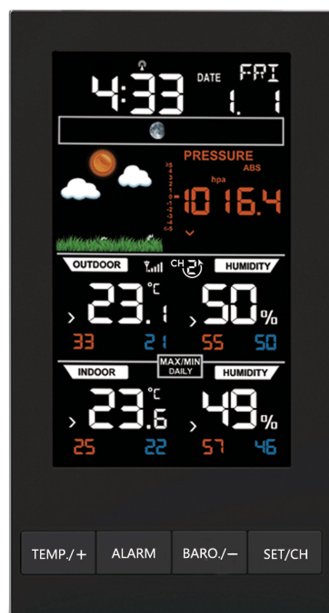 4:33 DATE FRI
1. 1
PRESSURE
ABS
hpa
1016.4
OUTDOOR CH 2 HUMIDITY
23.1 °C 50%
33 21 55 50
MAX/MIN
DAILY
INDOOR HUMIDITY
23.6 °C 49%
25 22 57 46
TEMP./+ ALARM BARO./− SET/CH